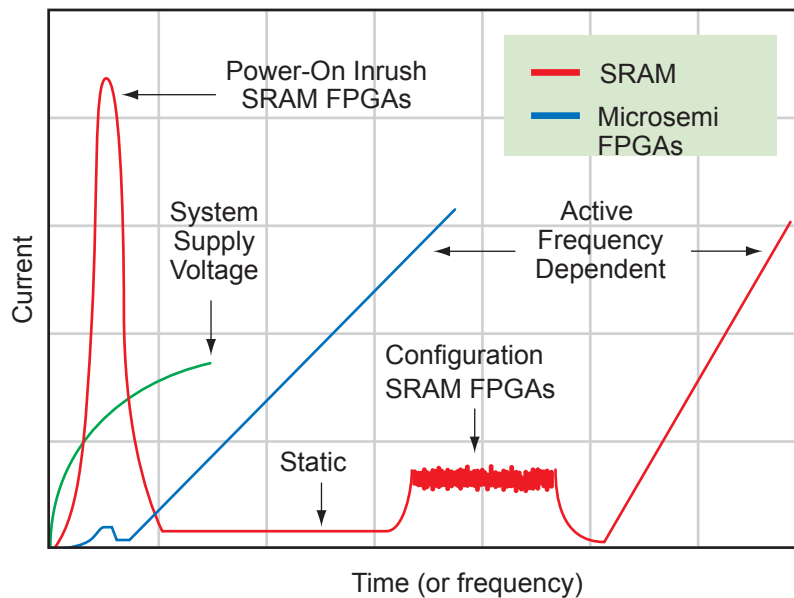 Power-On Inrush
SRAM FPGAs
SRAM
Microsemi
FPGAs
System
Supply
Voltage
Active
Frequency
Dependent
Current
Configuration
SRAM FPGAs
Static
Time (or frequency)